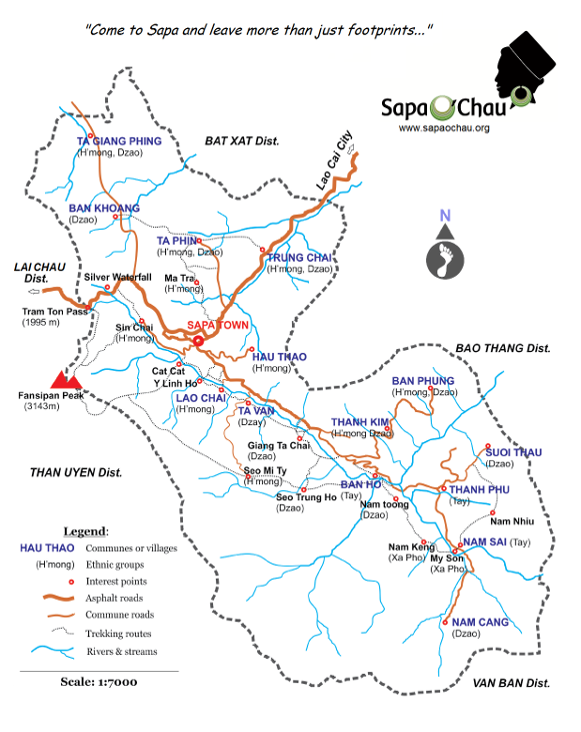 "Come to Sapa and leave more than just footprints..."
Sapa O'Chau
www.sapaochau.org
TA GIANG PHING
(H'mong, Dzao)
BAT XAT Dist.
Lao Cai City
BAN KHOANG
(Dzao)
N
TA PHIN
(H'mong, Dzao)
TRUNG CHAI
(H'mong, Dzao)
LAI CHAU
Dist.
Silver Waterfall
Ma Tra
(H'mong)
Tram Ton Pass
(1995 m)
Sin Chai
(H'mong)
SAPA TOWN
BAO THANG Dist.
HAU THAO
(H'mong)
Cat Cat
Y Linh Ho
BAN PHUNG
(H'mong, Dzao)
Fansipan Peak
(3143m)
LAO CHAI
(H'mong)
TA VAN
(Dzay)
THANH KIM
(H'mong Dzao)
Giang Ta Chai
(Dzao)
SUOI THAU
(Dzao)
THAN UYEN Dist.
Seo Mi Ty
(H'mong)
BAN HO
(Tay)
THANH PHU
(Tay)
Seo Trung Ho
(Dzao)
Nam toong
(Dzao)
Nam Nhiu
Legend:
HAU THAO Communes or villages
(H'mong) Ethnic groups
Interest points
Asphalt roads
Commune roads
Trekking routes
Rivers & streams
Scale: 1:7000
Nam Keng
(Xa Pho)
NAM SAI (Tay)
My Son
(Xa Pho)
NAM CANG
(Dzao)
VAN BAN Dist.